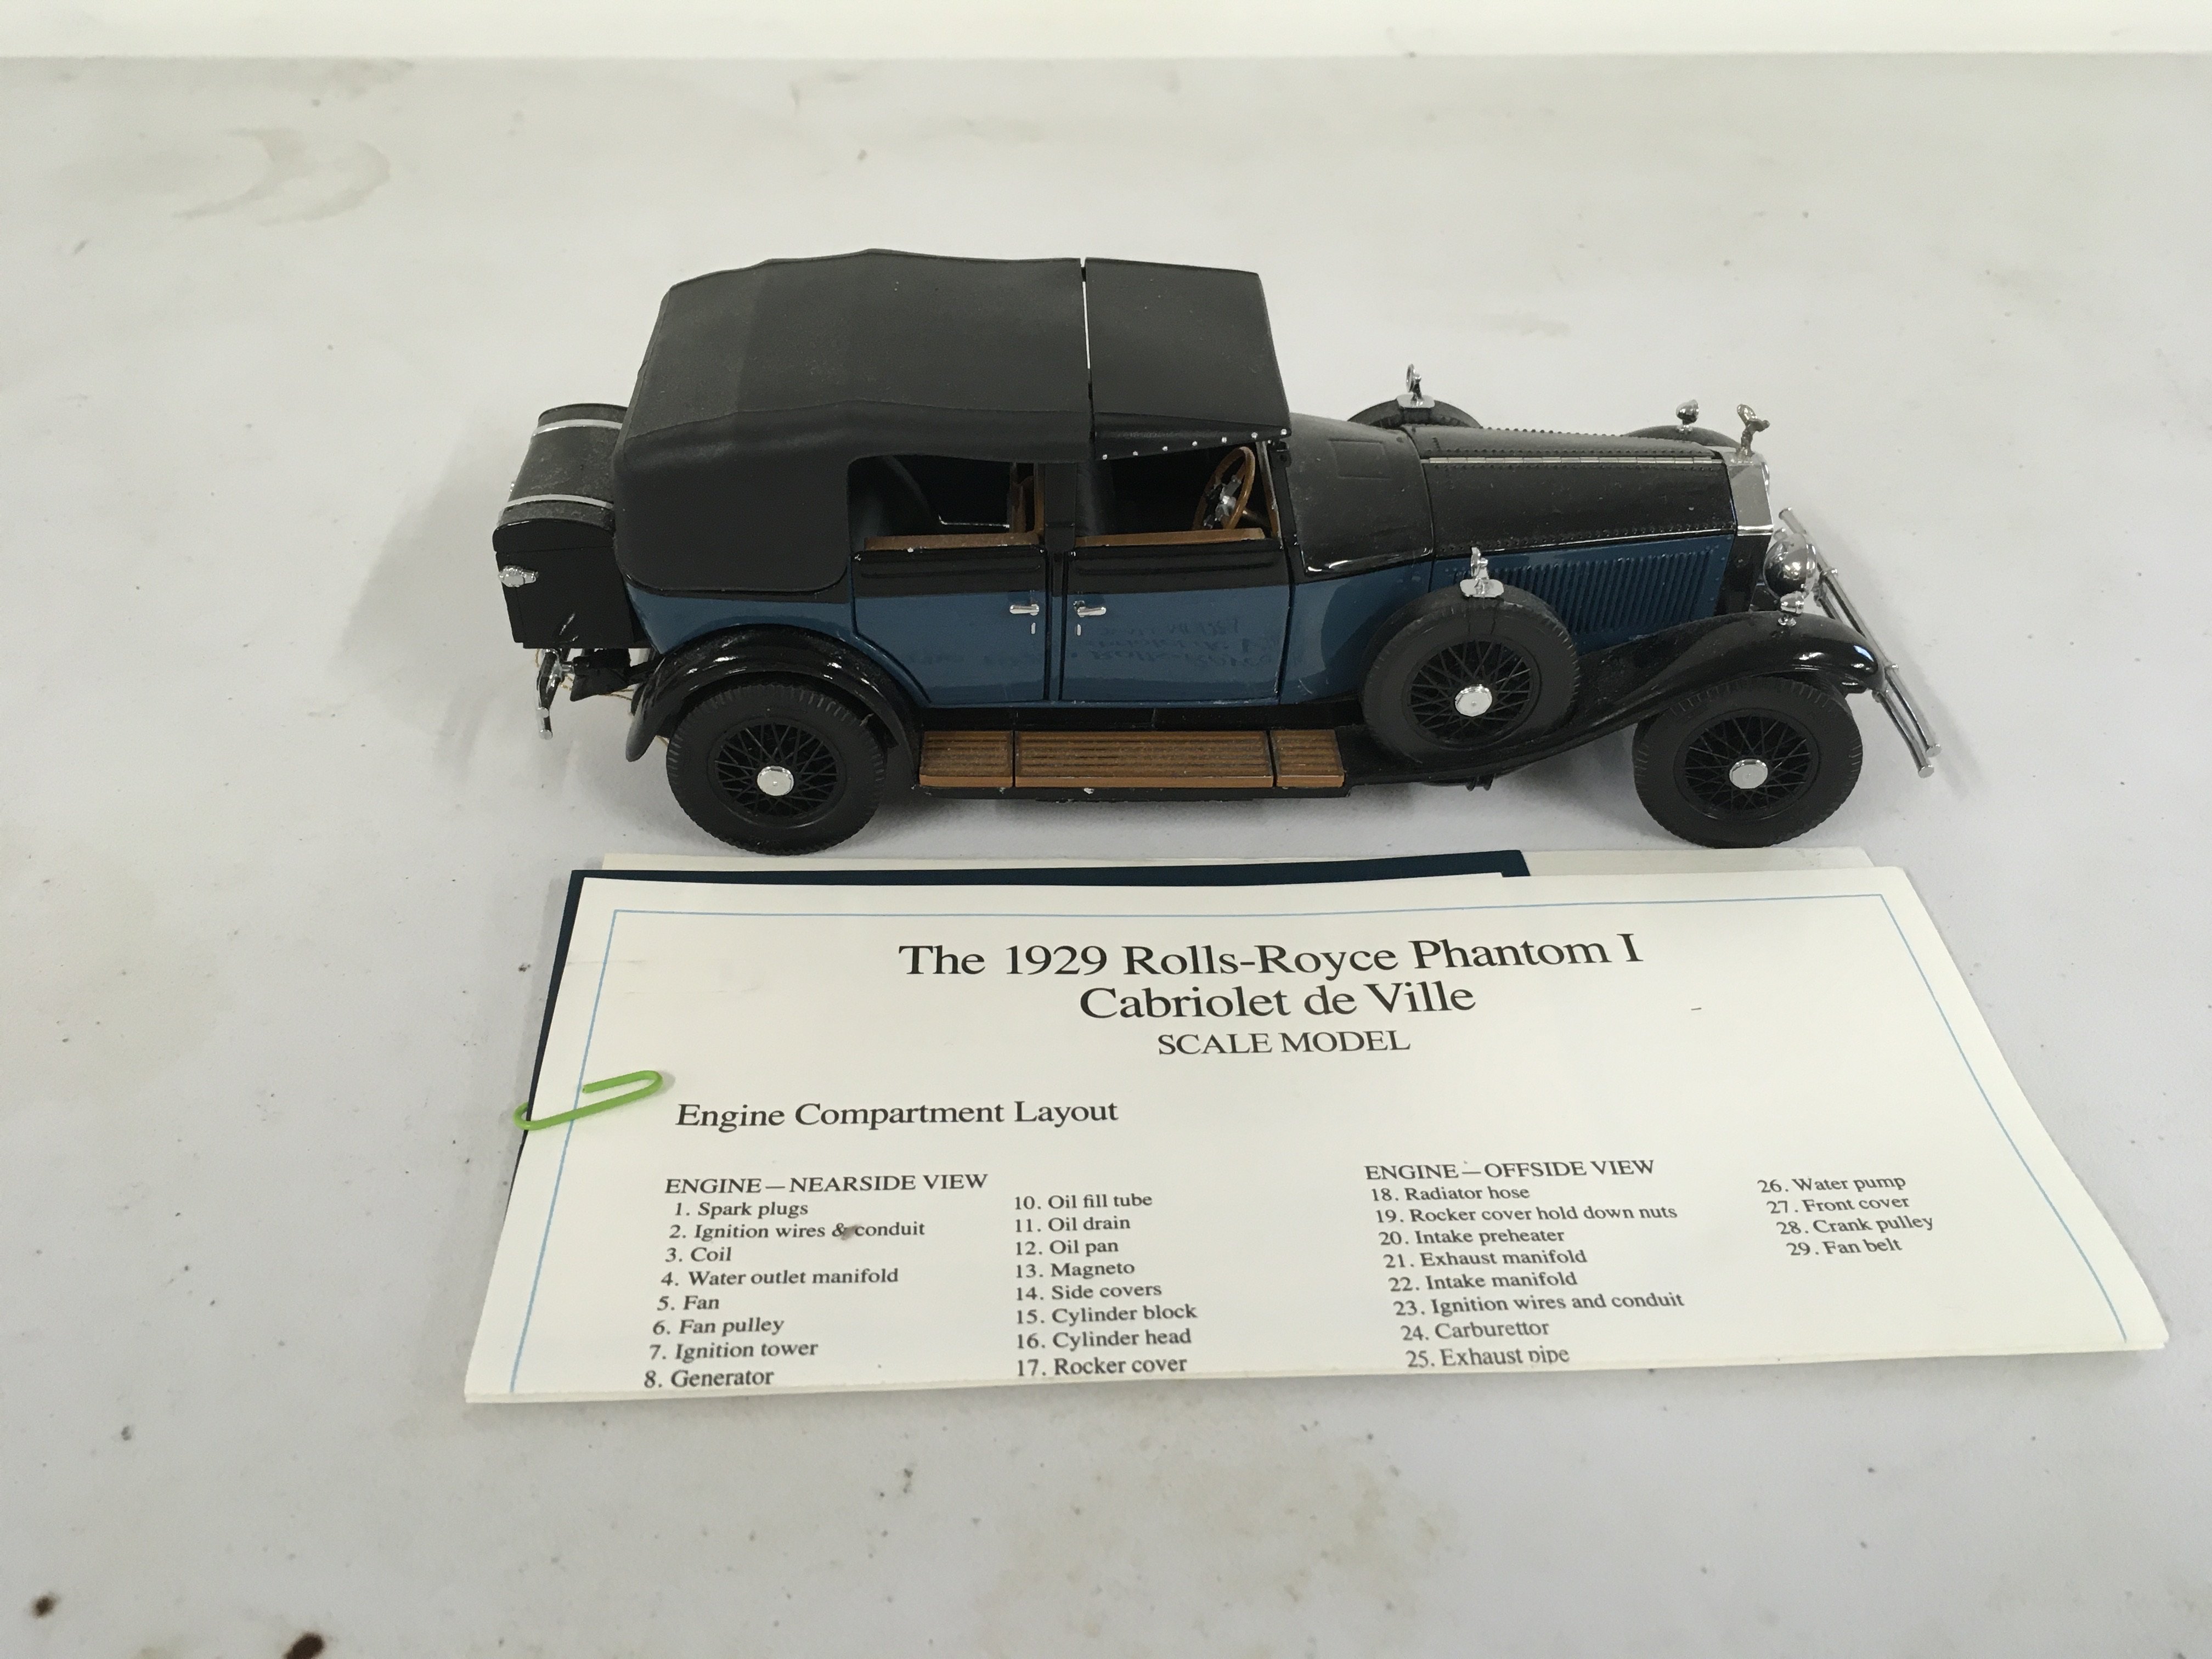 The 1929 Rolls-Royce Phantom I
Cabriolet de Ville
SCALE MODEL
Engine Compartment Layout
ENGINE—NEARSIDE VIEW
1. Spark plugs
2. Ignition wires & conduit
3. Coil
4. Water outlet manifold
5. Fan
6. Fan pulley
7. Ignition tower
8. Generator
10. Oil fill tube
11. Oil drain
12. Oil pan
13. Magneto
14. Side covers
15. Cylinder block
16. Cylinder head
17. Rocker cover
ENGINE—OFFSIDE VIEW
18. Radiator hose
19. Rocker cover hold down nuts
20. Intake preheater
21. Exhaust manifold
22. Intake manifold
23. Ignition wires and conduit
24. Carburettor
25. Exhaust pipe
26. Water pump
27. Front cover
28. Crank pulley
29. Fan belt